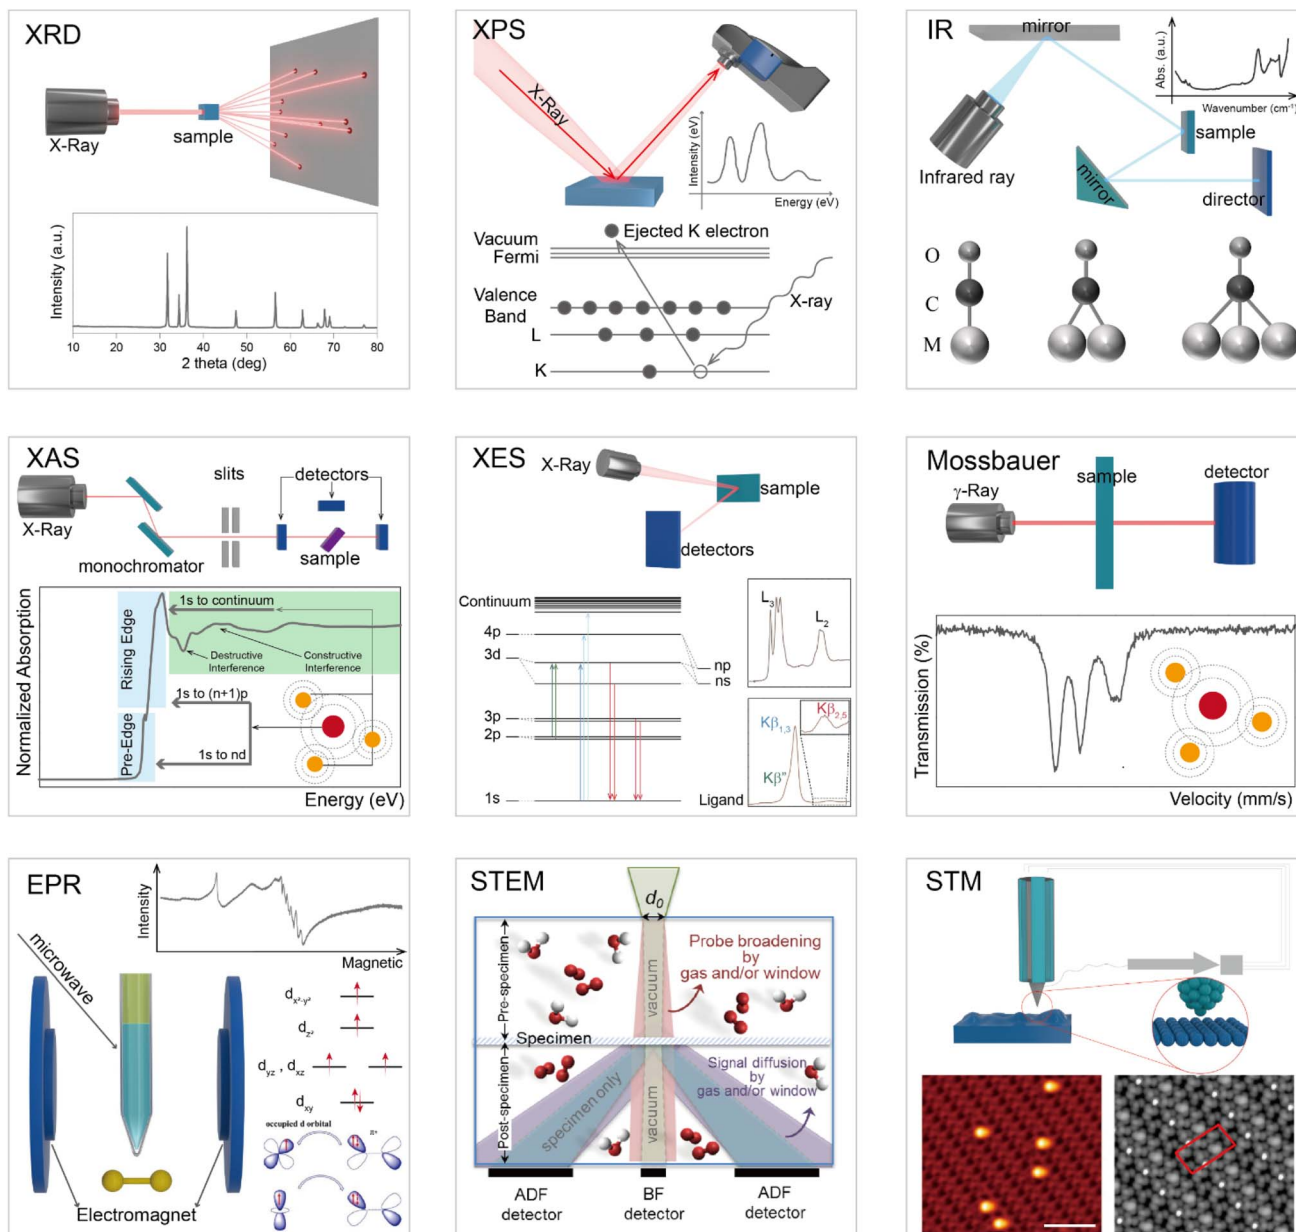 XRD
X-Ray
sample
Intensity (a.u.)
10 20 30 40 50 60 70 80
2 theta (deg)
XPS
X-Ray
Intensity (eV)
Energy (eV)
Ejected K electron
Vacuum
Fermi
X-ray
Valence
Band
L
K
IR
mirror
Abs. (a.u.)
Wavenumber (cm⁻¹)
sample
Infrared ray
mirror
director
O
C
M
XAS
slits
detectors
X-Ray
monochromator
sample
Normalized Absorption
Rising Edge
Pre-Edge
1s to continuum
Destructive
Interference
Constructive
Interference
1s to (n+1)p
1s to nd
Energy (eV)
XES
X-Ray
sample
detectors
Continuum
4p
3d
np
ns
3p
2p
1s
Ligand
L₃
L₂
Kβ₂,₅
Kβ₁,₃
Kβ"
Mossbauer
γ-Ray
sample
detector
Transmission (%)
Velocity (mm/s)
EPR
Intensity
Magnetic
microwave
dₓ²-ᵧ²
d_z²
d_yz , d_xz
d_xy
occupied d orbital
π*
Electromagnet
STEM
d₀
Pre-specimen
vacuum
Probe broadening
by
gas and/or window
Specimen
Post-specimen
specimen only
vacuum
Signal diffusion
by
gas and/or window
ADF
detector
BF
detector
ADF
detector
STM